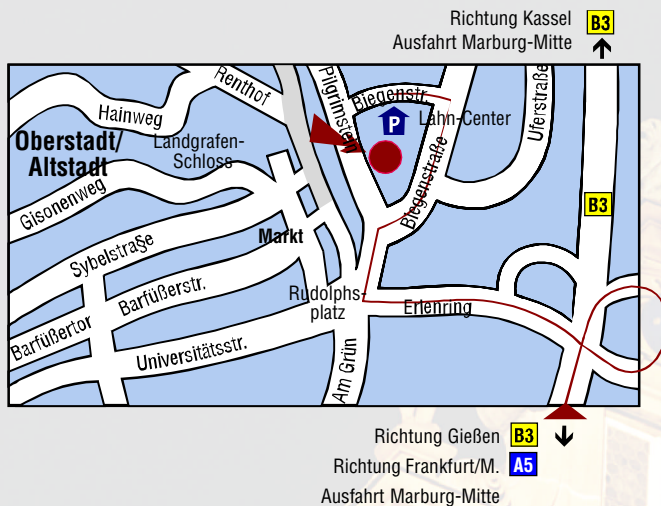 Richtung Kassel B3
Ausfahrt Marburg-Mitte
Renthof
Pilgrimstein
Biegenstr.
Uferstraße
Hainweg
P
Lahn-Center
Oberstadt/
Altstadt
Landgrafen-
Schloss
Biegenstraße
Gisonenweg
B3
Markt
Sybelstra§e
Barfüßerstr.
Rudolphs-
platz
Erlenring
Barfüßertor
Universitätsstr.
Am Grün
Richtung Gießen B3
Richtung Frankfurt/M. A5
Ausfahrt Marburg-Mitte